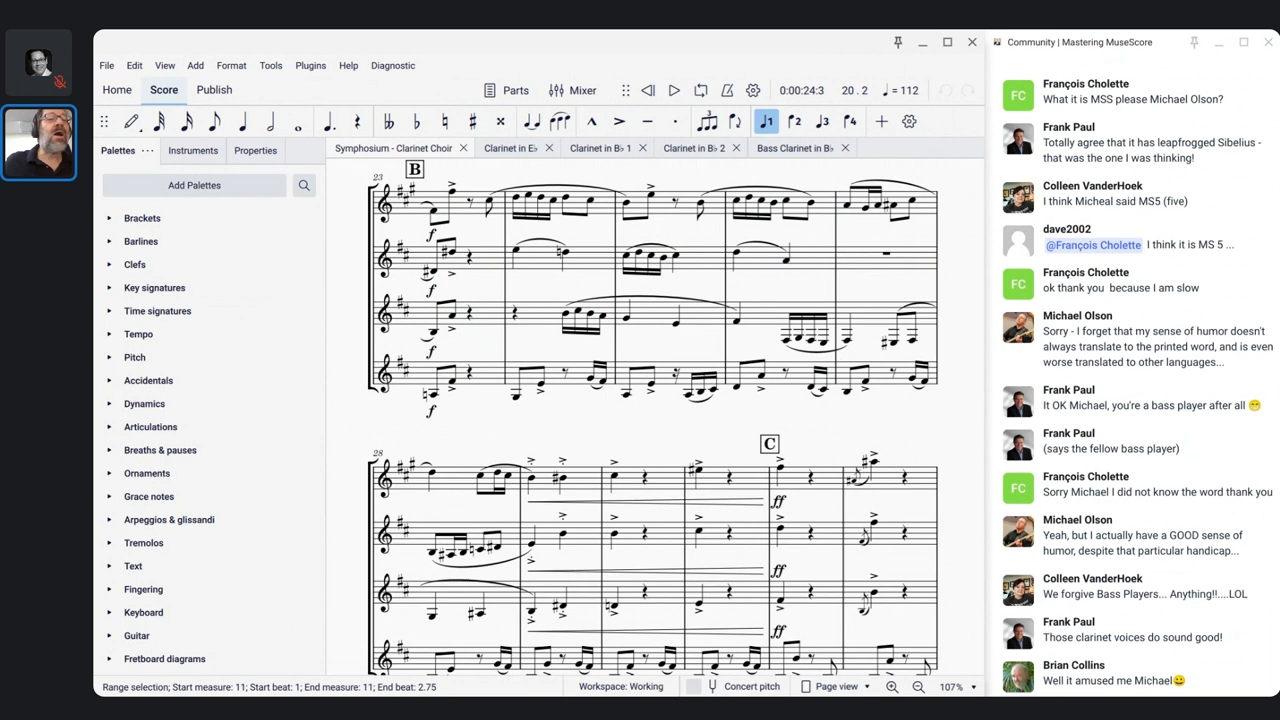 Community | Mastering MuseScore
File Edit View Add Format Tools Plugins Help Diagnostic
Home Score Publish
Parts Mixer 0:00:24:3 20 . 2 = 112
1 2 3 4
Palettes Instruments Properties
Symphosium - Clarinet Choir Clarinet in E♭ Clarinet in B♭ 1 Clarinet in B♭ 2 Bass Clarinet in B♭
Add Palettes
Brackets
Barlines
Clefs
Key signatures
Time signatures
Tempo
Pitch
Accidentals
Dynamics
Articulations
Breaths & pauses
Ornaments
Grace notes
Arpeggios & glissandi
Tremolos
Text
Fingering
Keyboard
Guitar
Fretboard diagrams
B
23
f
f
f
f
C
28
ff
ff
ff
Range selection; Start measure: 11; Start beat: 1; End measure: 11; End beat: 2.75
Workspace: Working Concert pitch Page view 107%
FC
François Cholette
What it is MSS please Michael Olson?
Frank Paul
Totally agree that it has leapfrogged Sibelius -
that was the one I was thinking!
Colleen VanderHoek
I think Micheal said MS5 (five)
dave2002
@François Cholette I think it is MS 5 ...
FC
François Cholette
ok thank you because I am slow
Michael Olson
Sorry - I forget that my sense of humor doesn't
always translate to the printed word, and is even
worse translated to other languages...
Frank Paul
It OK Michael, you're a bass player after all 😁
Frank Paul
(says the fellow bass player)
FC
François Cholette
Sorry Michael I did not know the word thank you
Michael Olson
Yeah, but I actually have a GOOD sense of
humor, despite that particular handicap...
Colleen VanderHoek
We forgive Bass Players... Anything!!....LOL
Frank Paul
Those clarinet voices do sound good!
Brian Collins
Well it amused me Michael😀